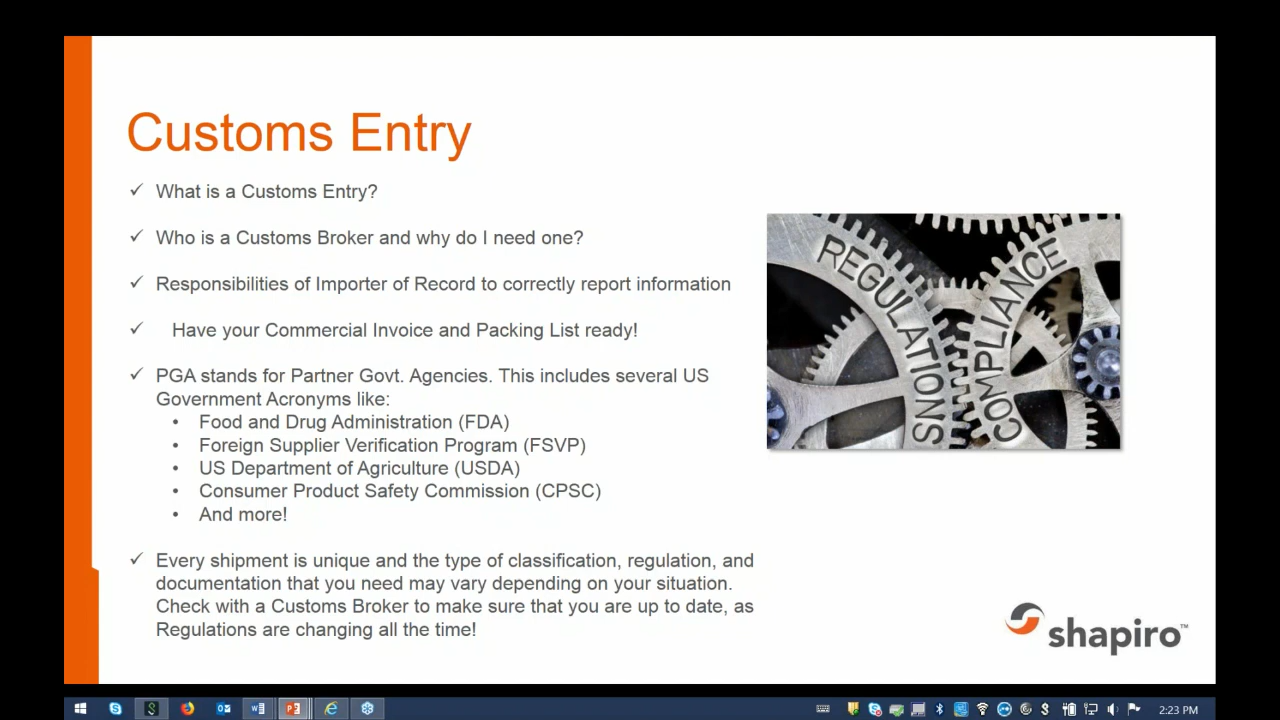 Customs Entry
✓ What is a Customs Entry?
✓ Who is a Customs Broker and why do I need one?
✓ Responsibilities of Importer of Record to correctly report information
✓ Have your Commercial Invoice and Packing List ready!
✓ PGA stands for Partner Govt. Agencies. This includes several US
Government Acronyms like:
• Food and Drug Administration (FDA)
• Foreign Supplier Verification Program (FSVP)
• US Department of Agriculture (USDA)
• Consumer Product Safety Commission (CPSC)
• And more!
✓ Every shipment is unique and the type of classification, regulation, and
documentation that you need may vary depending on your situation.
Check with a Customs Broker to make sure that you are up to date, as
Regulations are changing all the time!
REGULATIONS
COMPLIANCE
shapiro™
2:23 PM